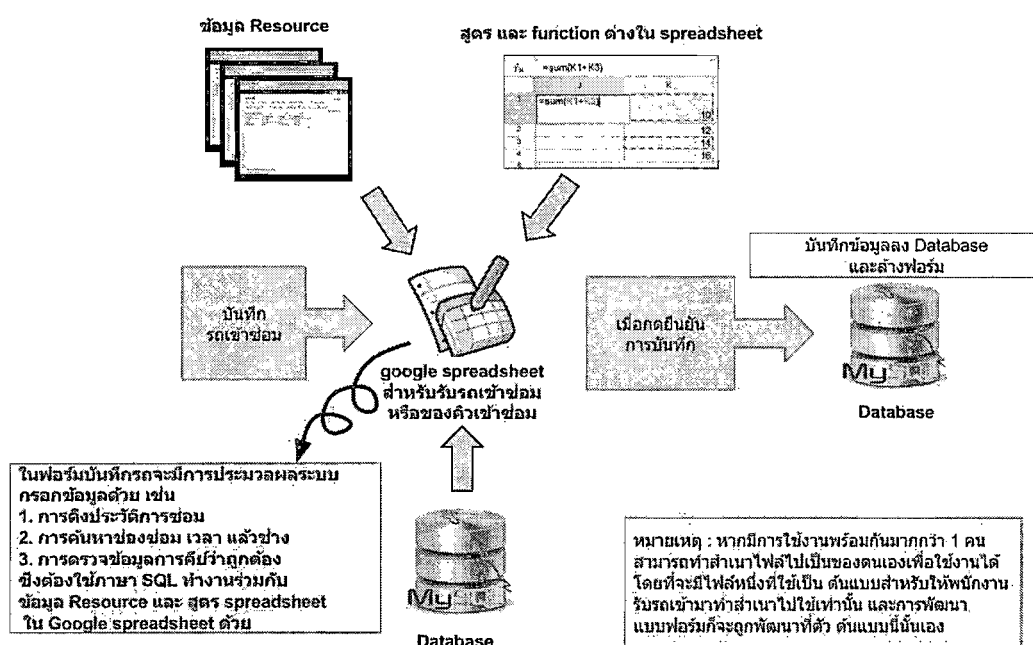 ข้อมูล Resource
สูตร และ function ต่างใน spreadsheet
=sum(K1+K3)
J
K
1
=sum(K1+K3)
10
2
12
3
14
4
16
บันทึก
รถเข้าซ่อม
google spreadsheet
สำหรับรับรถเข้าซ่อม
หรือของคิวเข้าซ่อม
เมื่อกดยืนยัน
การบันทึก
บันทึกข้อมูลลง Database
และล้างฟอร์ม
My
Database
ในฟอร์มบันทึกรถจะมีการประมวลผลระบบ
กรอกข้อมูลด้วย เช่น
1. การดึงประวัติการซ่อม
2. การค้นหาช่องซ่อม เวลา แล้วช่าง
3. การตรวจข้อมูลการคีย์ว่าถูกต้อง
ซึ่งต้องใช้ภาษา SQL ทำงานร่วมกับ
ข้อมูล Resource และ สูตร spreadsheet
ใน Google spreadsheet ด้วย
My
Database
หมายเหตุ : หากมีการใช้งานพร้อมกันมากกว่า 1 คน
สามารถทำสำเนาไฟล์ไปเป็นของตนเองเพื่อใช้งานได้
โดยที่จะมีไฟล์หนึ่งที่ใช้เป็น ต้นแบบสำหรับให้พนักงาน
รับรถเข้ามาทำสำเนาไปใช้เท่านั้น และการพัฒนา
แบบฟอร์มก็จะถูกพัฒนาที่ตัว ต้นแบบนี้นั้นเอง